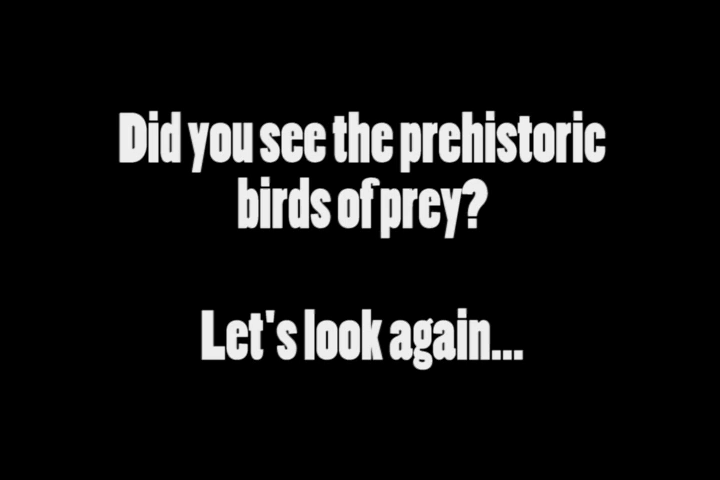 Did you see the prehistoric
birds of prey?
Let's look again...